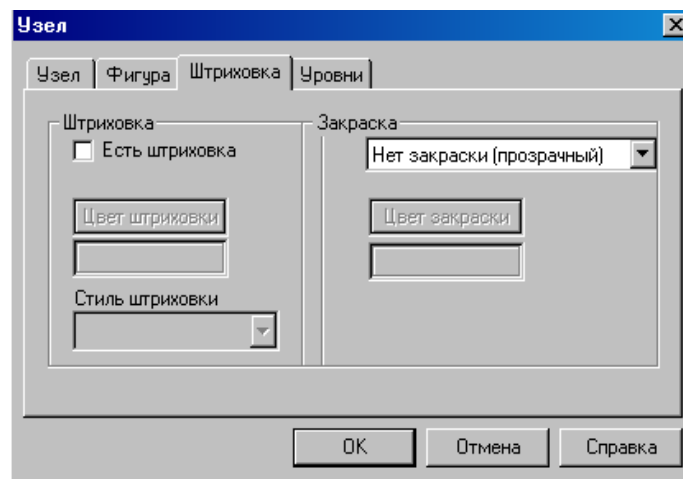 Узел
Узел Фигура Штриховка Уровни
Штриховка Закраска
Есть штриховка Нет закраски (прозрачный)
Цвет штриховки Цвет закраски
Стиль штриховки
OK Отмена Справка